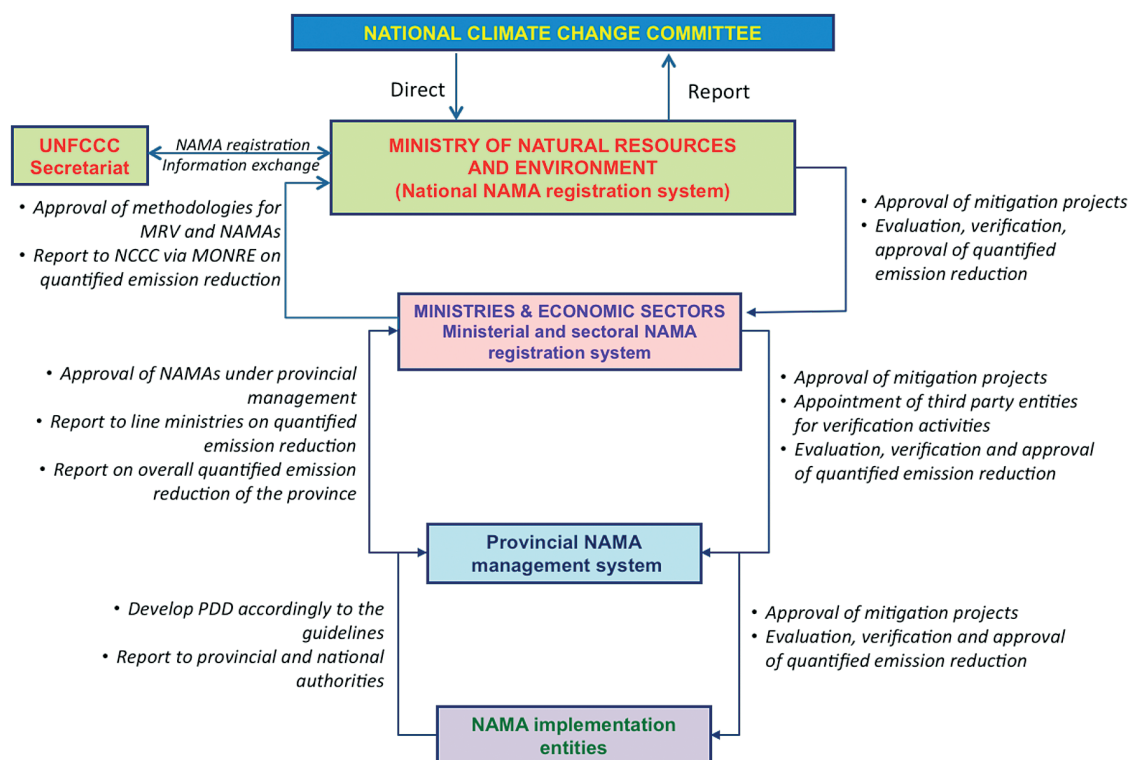 NATIONAL CLIMATE CHANGE COMMITTEE
Direct
Report
UNFCCC
Secretariat
NAMA registration
Information exchange
MINISTRY OF NATURAL RESOURCES
AND ENVIRONMENT
(National NAMA registration system)
• Approval of methodologies for
MRV and NAMAs
• Report to NCCC via MONRE on
quantified emission reduction
• Approval of mitigation projects
• Evaluation, verification,
approval of quantified
emission reduction
MINISTRIES & ECONOMIC SECTORS
Ministerial and sectoral NAMA
registration system
• Approval of NAMAs under provincial
management
• Report to line ministries on quantified
emission reduction
• Report on overall quantified emission
reduction of the province
• Approval of mitigation projects
• Appointment of third party entities
for verification activities
• Evaluation, verification and approval
of quantified emission reduction
Provincial NAMA
management system
• Develop PDD accordingly to the
guidelines
• Report to provincial and national
authorities
• Approval of mitigation projects
• Evaluation, verification and approval
of quantified emission reduction
NAMA implementation
entities